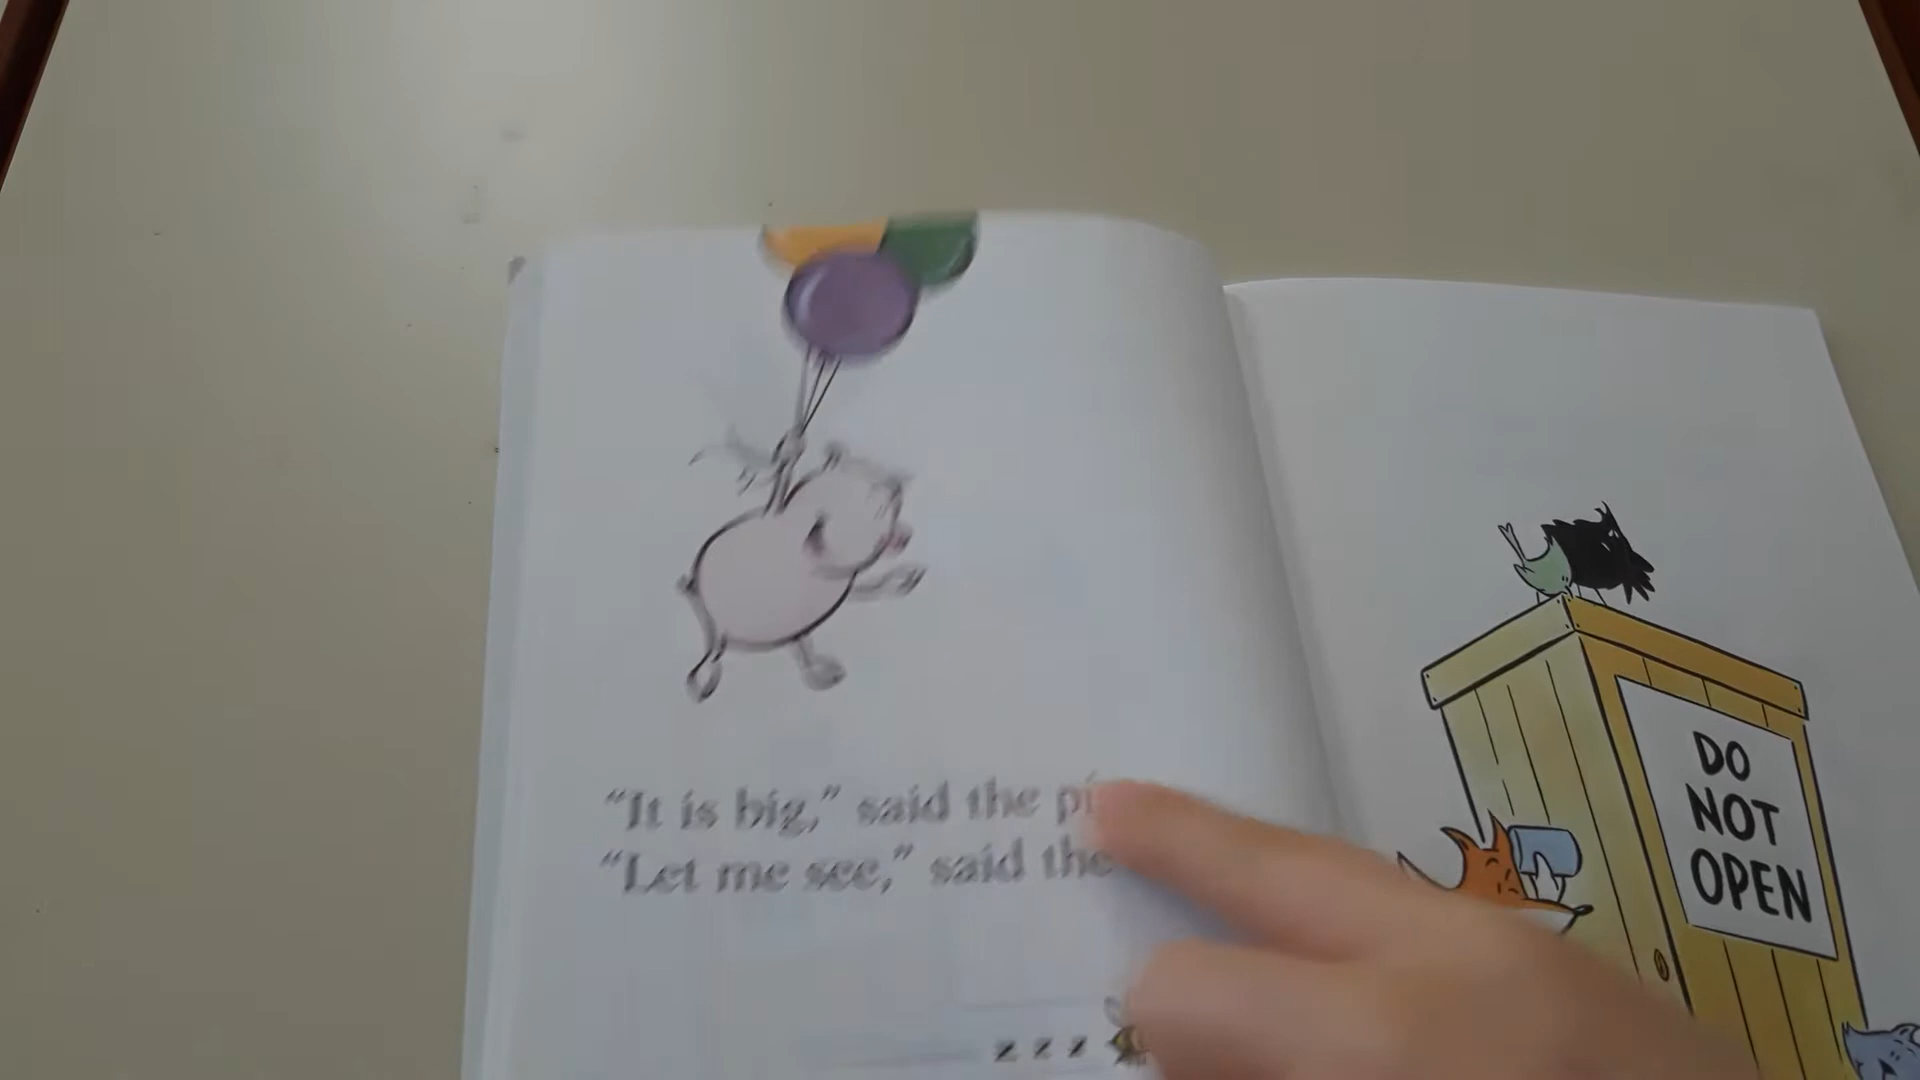 “It is big,” said the
“Let me see,” said the
z z z
DO
NOT
OPEN